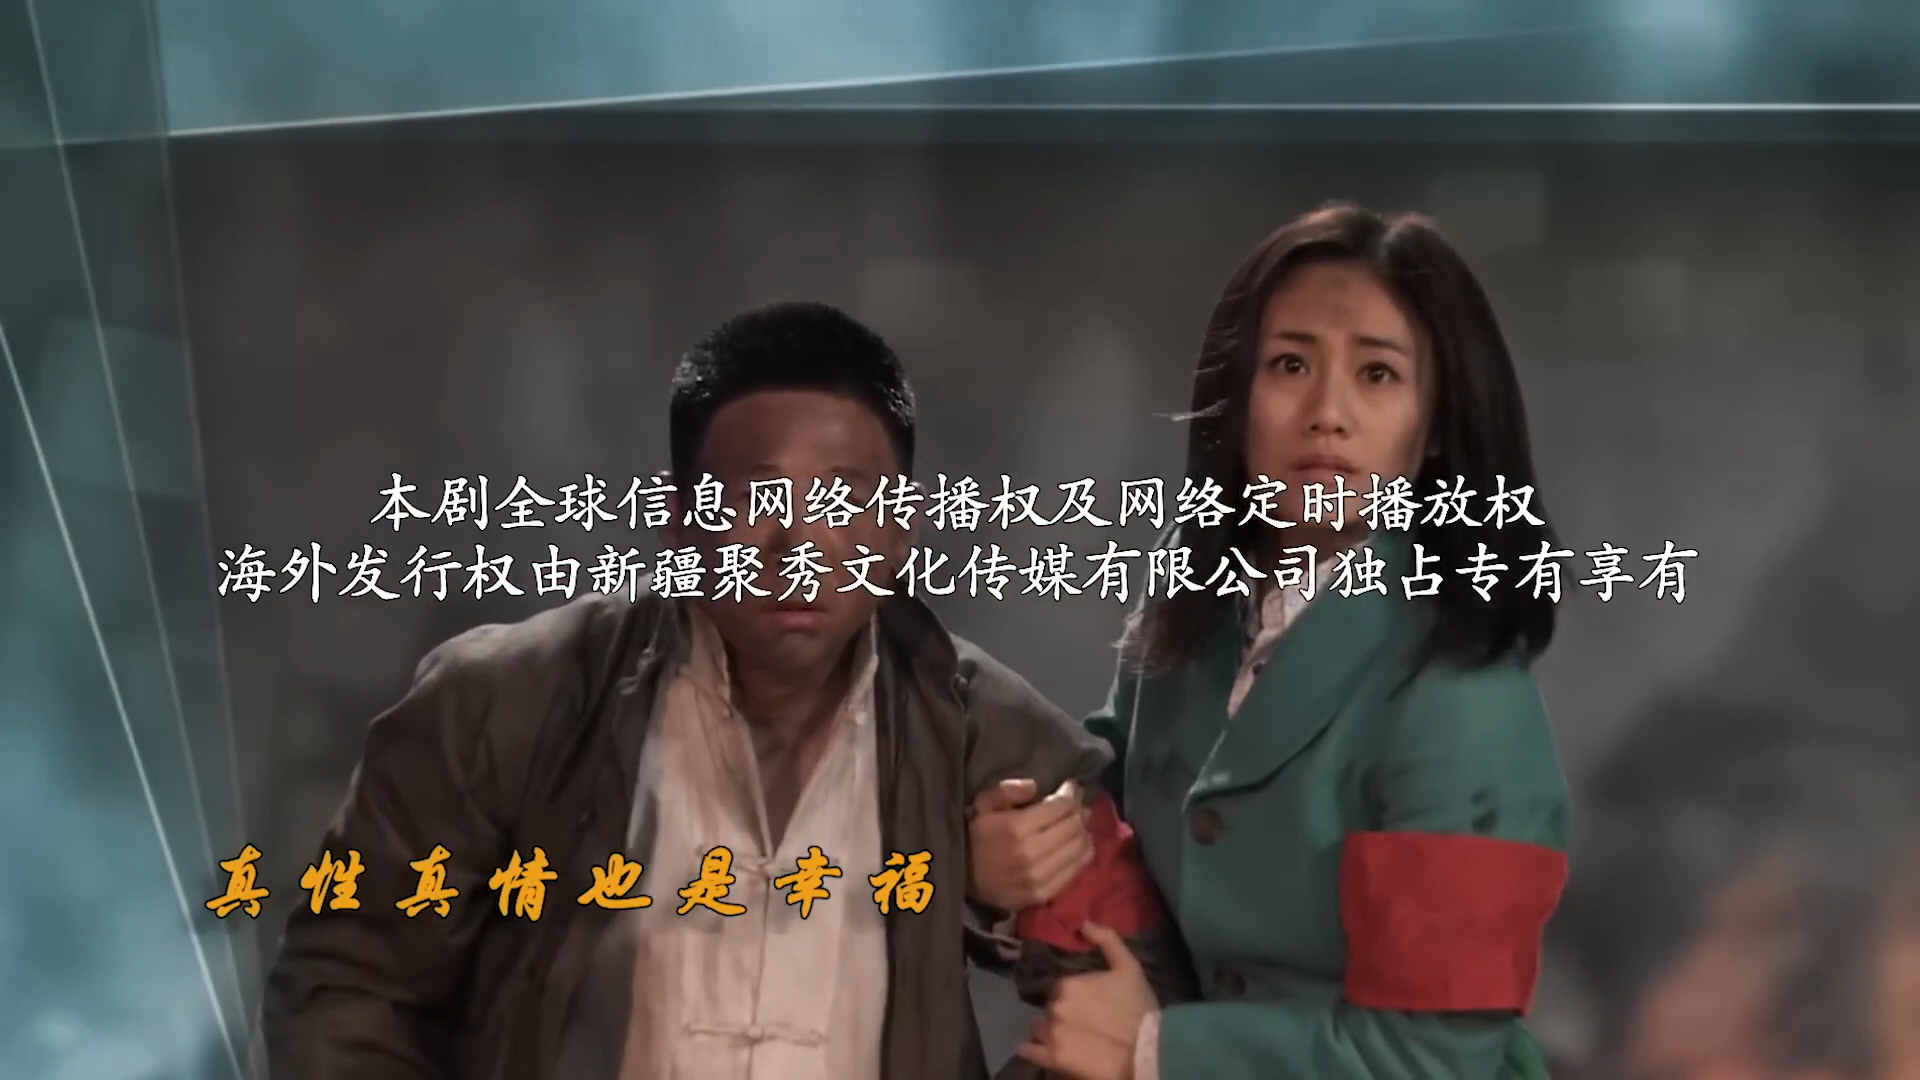 本剧全球信息网络传播权及网络定时播放权
海外发行权由新疆聚秀文化传媒有限公司独占专有享有
真性真情也是幸福